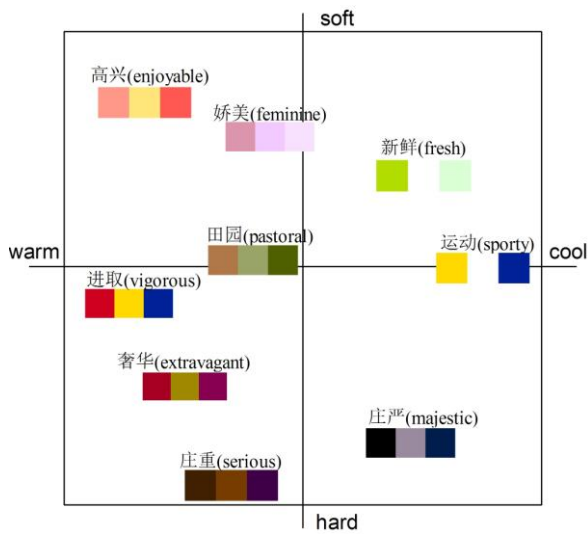 soft
高兴(enjoyable)
娇美(feminine)
新鲜(fresh)
田园(pastoral)
运动(sporty)
warm
cool
进取(vigorous)
奢华(extravagant)
庄严(majestic)
庄重(serious)
hard